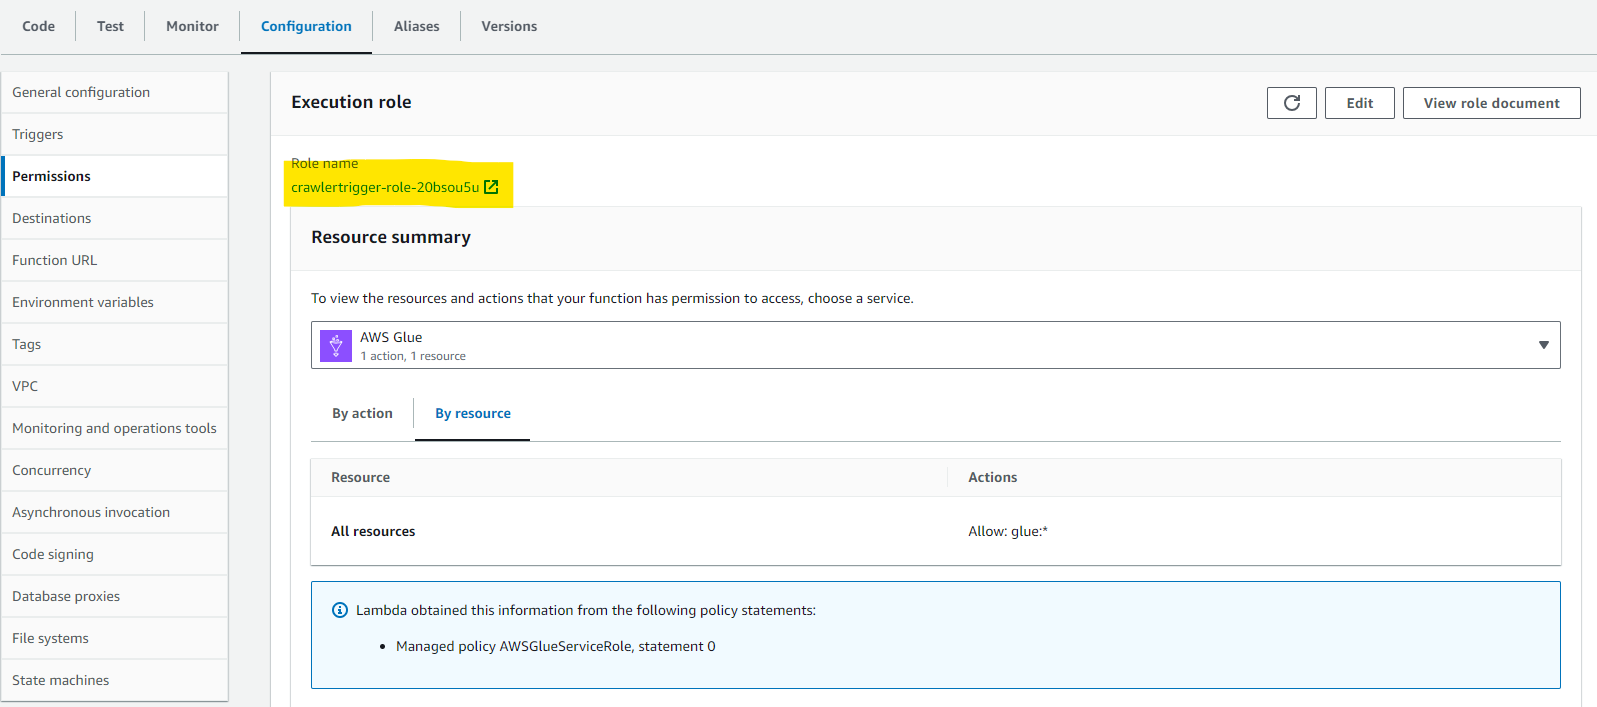 Code
Test
Monitor
Configuration
Aliases
Versions
General configuration
Triggers
Permissions
Destinations
Function URL
Environment variables
Tags
VPC
Monitoring and operations tools
Concurrency
Asynchronous invocation
Code signing
Database proxies
File systems
State machines
Execution role
Edit
View role document
Role name
crawlertrigger-role-20bsou5u
Resource summary
To view the resources and actions that your function has permission to access, choose a service.
AWS Glue
1 action, 1 resource
By action
By resource
Resource
Actions
All resources
Allow: glue:*
Lambda obtained this information from the following policy statements:
• Managed policy AWSGlueServiceRole, statement 0